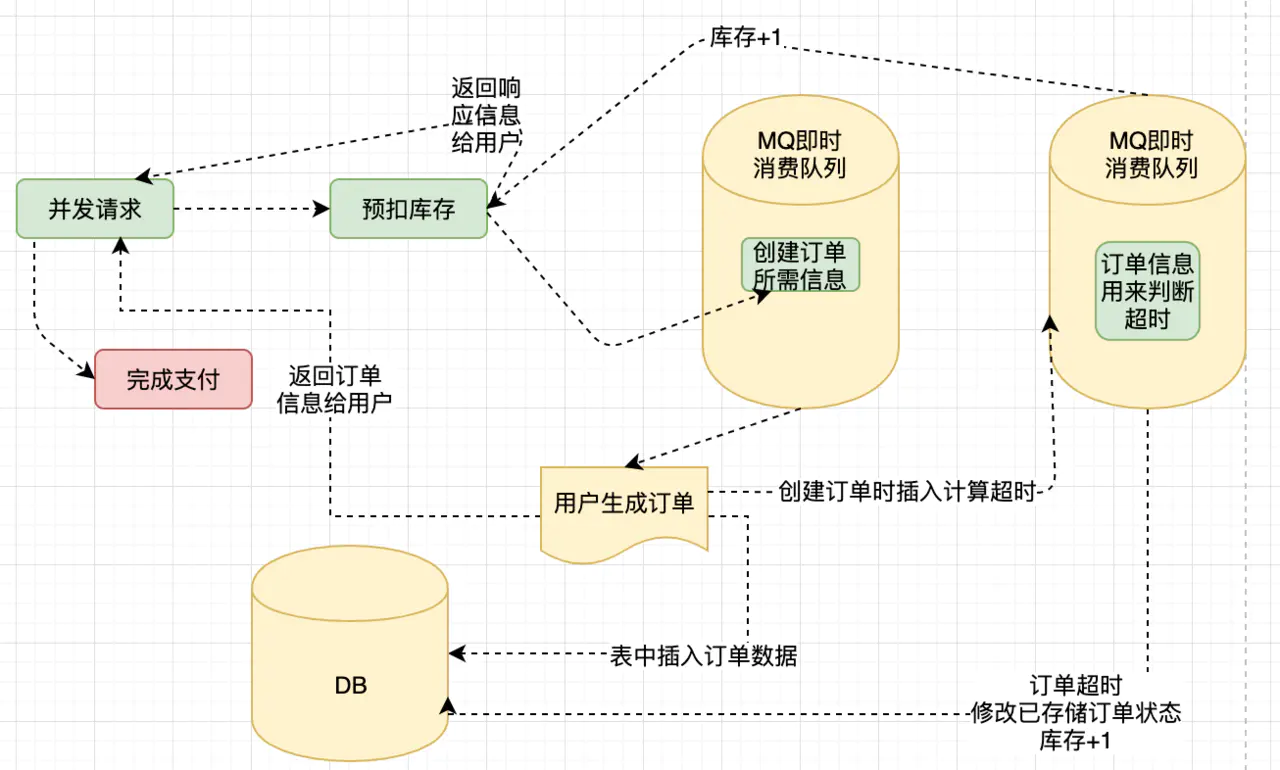 库存+1
返回响
应信息
给用户
MQ即时
消费队列
MQ即时
消费队列
并发请求
预扣库存
创建订单
所需信息
订单信息
用来判断
超时
完成支付
返回订单
信息给用户
用户生成订单
创建订单时插入计算超时
表中插入订单数据
DB
订单超时
修改已存储订单状态
库存+1